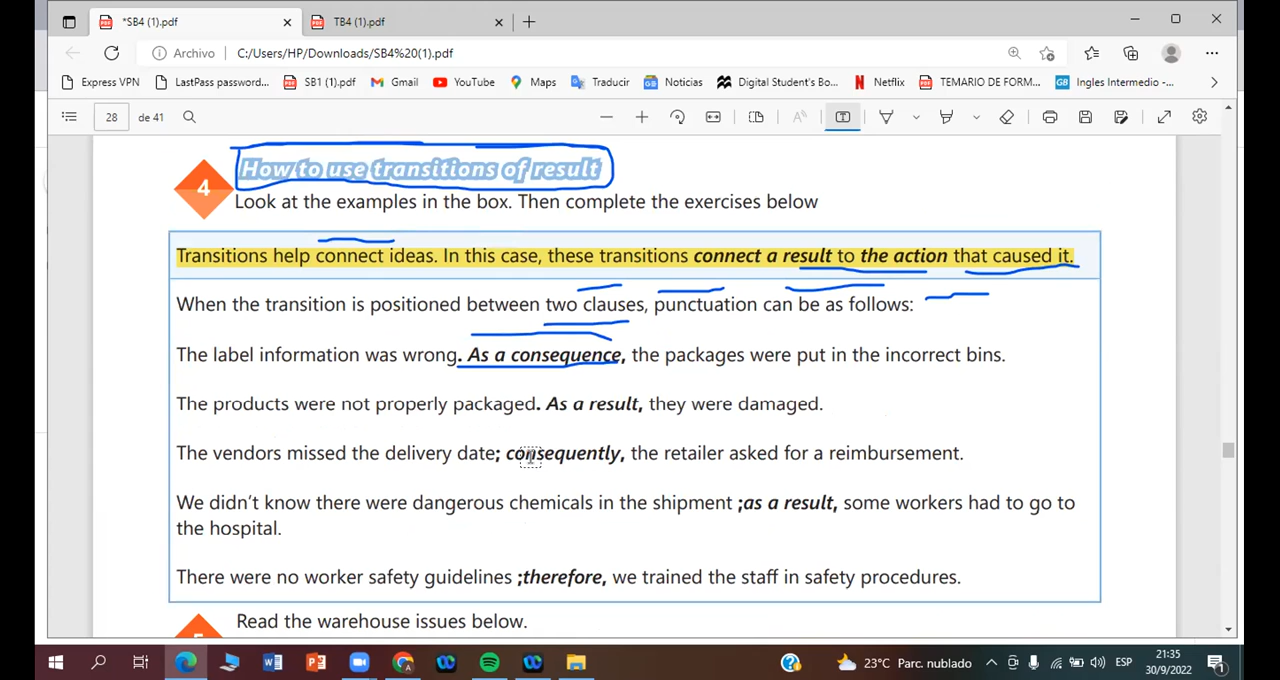 *SB4 (1).pdf
TB4 (1).pdf
Archivo
C:/Users/HP/Downloads/SB4%20(1).pdf
Express VPN
LastPass password...
SB1 (1).pdf
Gmail
YouTube
Maps
Traducir
Noticias
Digital Student's Bo...
Netflix
TEMARIO DE FORM...
Ingles Intermedio -...
28
de 41
4
How to use transitions of result
Look at the examples in the box. Then complete the exercises below
Transitions help connect ideas. In this case, these transitions connect a result to the action that caused it.
When the transition is positioned between two clauses, punctuation can be as follows:
The label information was wrong. As a consequence, the packages were put in the incorrect bins.
The products were not properly packaged. As a result, they were damaged.
The vendors missed the delivery date; consequently, the retailer asked for a reimbursement.
We didn't know there were dangerous chemicals in the shipment ;as a result, some workers had to go to
the hospital.
There were no worker safety guidelines ;therefore, we trained the staff in safety procedures.
Read the warehouse issues below.
23°C Parc. nublado
ESP
21:35
30/9/2022